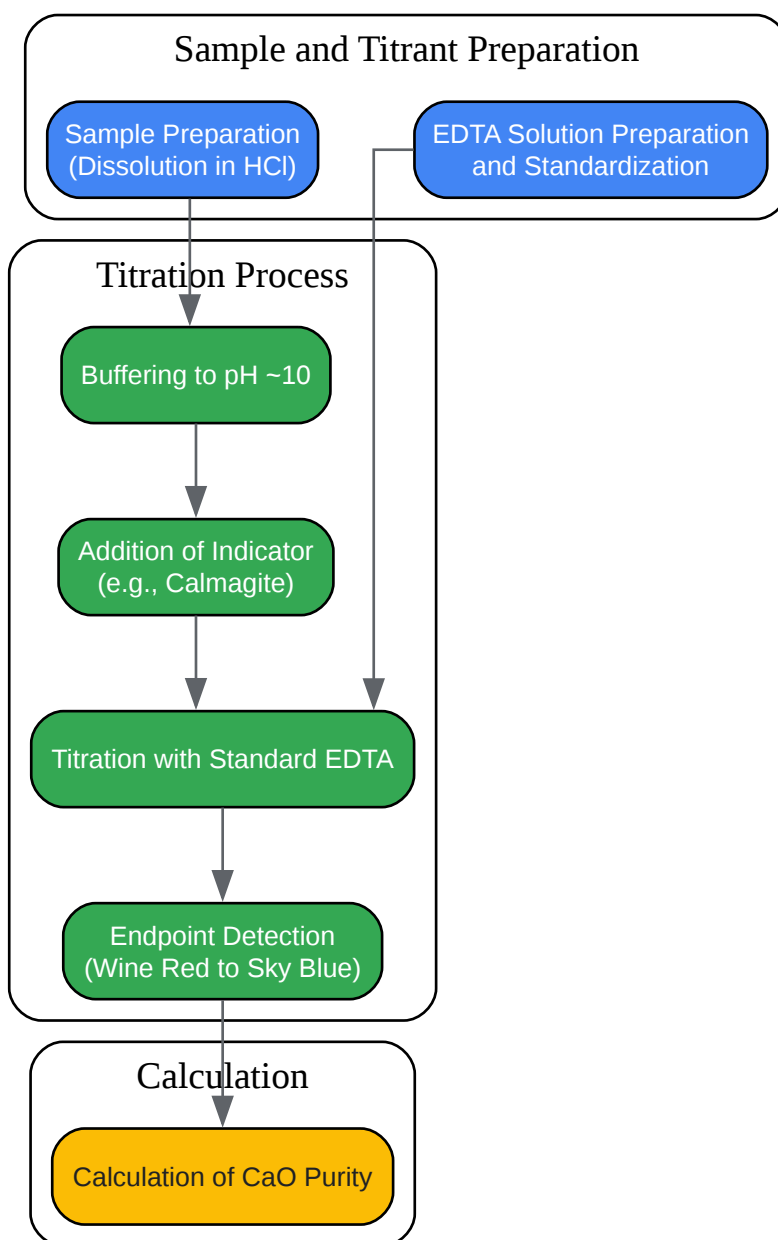 Sample and Titrant Preparation
Sample Preparation
(Dissolution in HCl)
EDTA Solution Preparation
and Standardization
Titration Process
Buffering to pH ~10
Addition of Indicator
(e.g., Calmagite)
Titration with Standard EDTA
Endpoint Detection
(Wine Red to Sky Blue)
Calculation
Calculation of CaO Purity